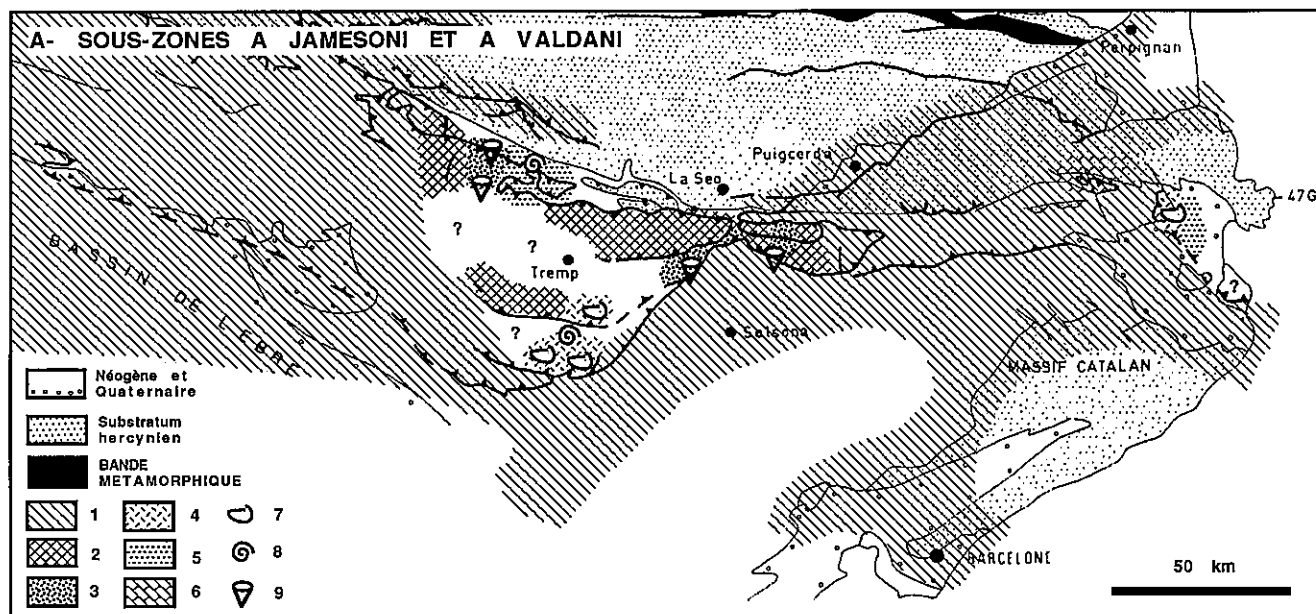 A- SOUS-ZONES A JAMESONI ET A VALDANI
Perpignan
Puigcerda
La Seo
47G
?
?
?
Tremp
BASSIN DE L EBRE
?
Solsona
?
MASSIF CATALAN
Néogène et
Quaternaire
Substratum
hercynien
BANDE
METAMORPHIQUE
1 4 7
2 5 8
3 6 9
BARCELONE
50 km